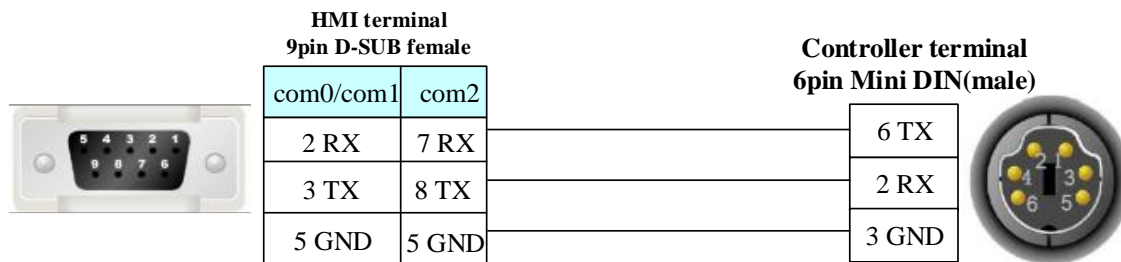 HMI terminal
9pin D-SUB female
Controller terminal
6pin Mini DIN(male)
com0/com1 com2
2 RX 7 RX
3 TX 8 TX
5 GND 5 GND
6 TX
2 RX
3 GND
5 4 3 2 1
9 8 7 6
2 1
4 3
6 5